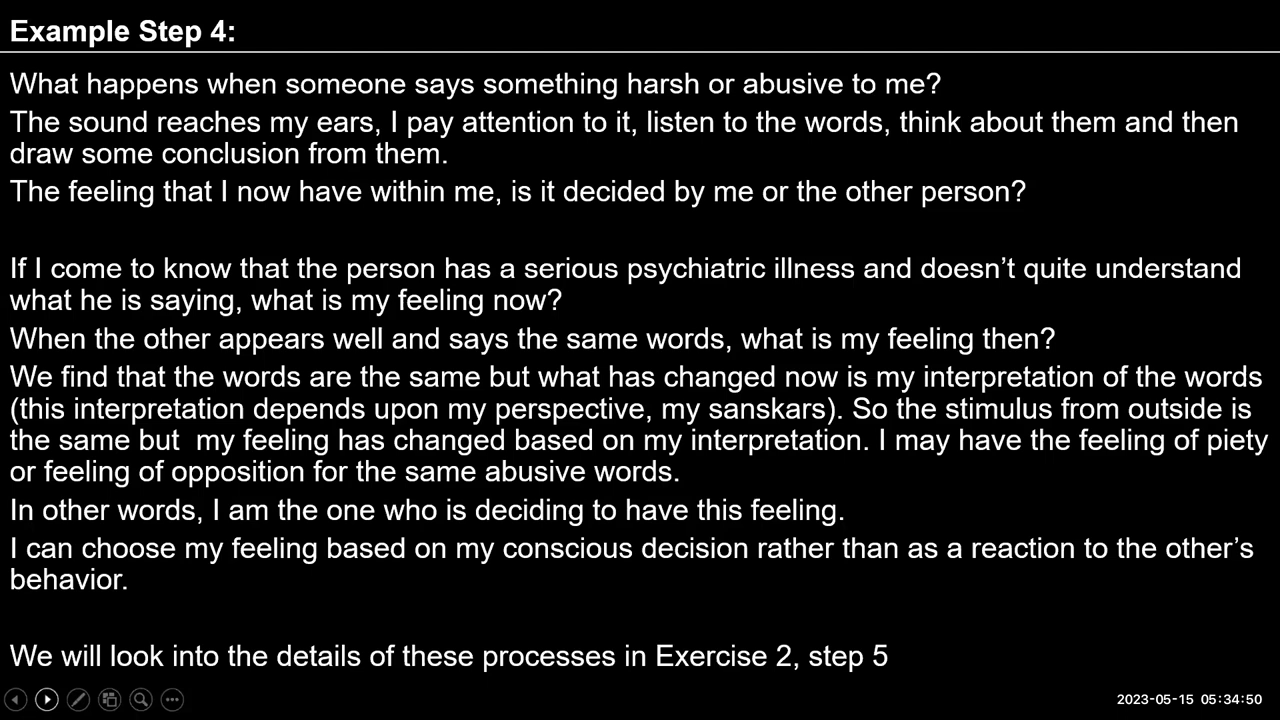 Example Step 4:
What happens when someone says something harsh or abusive to me?
The sound reaches my ears, I pay attention to it, listen to the words, think about them and then
draw some conclusion from them.
The feeling that I now have within me, is it decided by me or the other person?
If I come to know that the person has a serious psychiatric illness and doesn’t quite understand
what he is saying, what is my feeling now?
When the other appears well and says the same words, what is my feeling then?
We find that the words are the same but what has changed now is my interpretation of the words
(this interpretation depends upon my perspective, my sanskars). So the stimulus from outside is
the same but  my feeling has changed based on my interpretation. I may have the feeling of piety
or feeling of opposition for the same abusive words.
In other words, I am the one who is deciding to have this feeling.
I can choose my feeling based on my conscious decision rather than as a reaction to the other’s
behavior.
We will look into the details of these processes in Exercise 2, step 5
2023-05-15 05:34:50